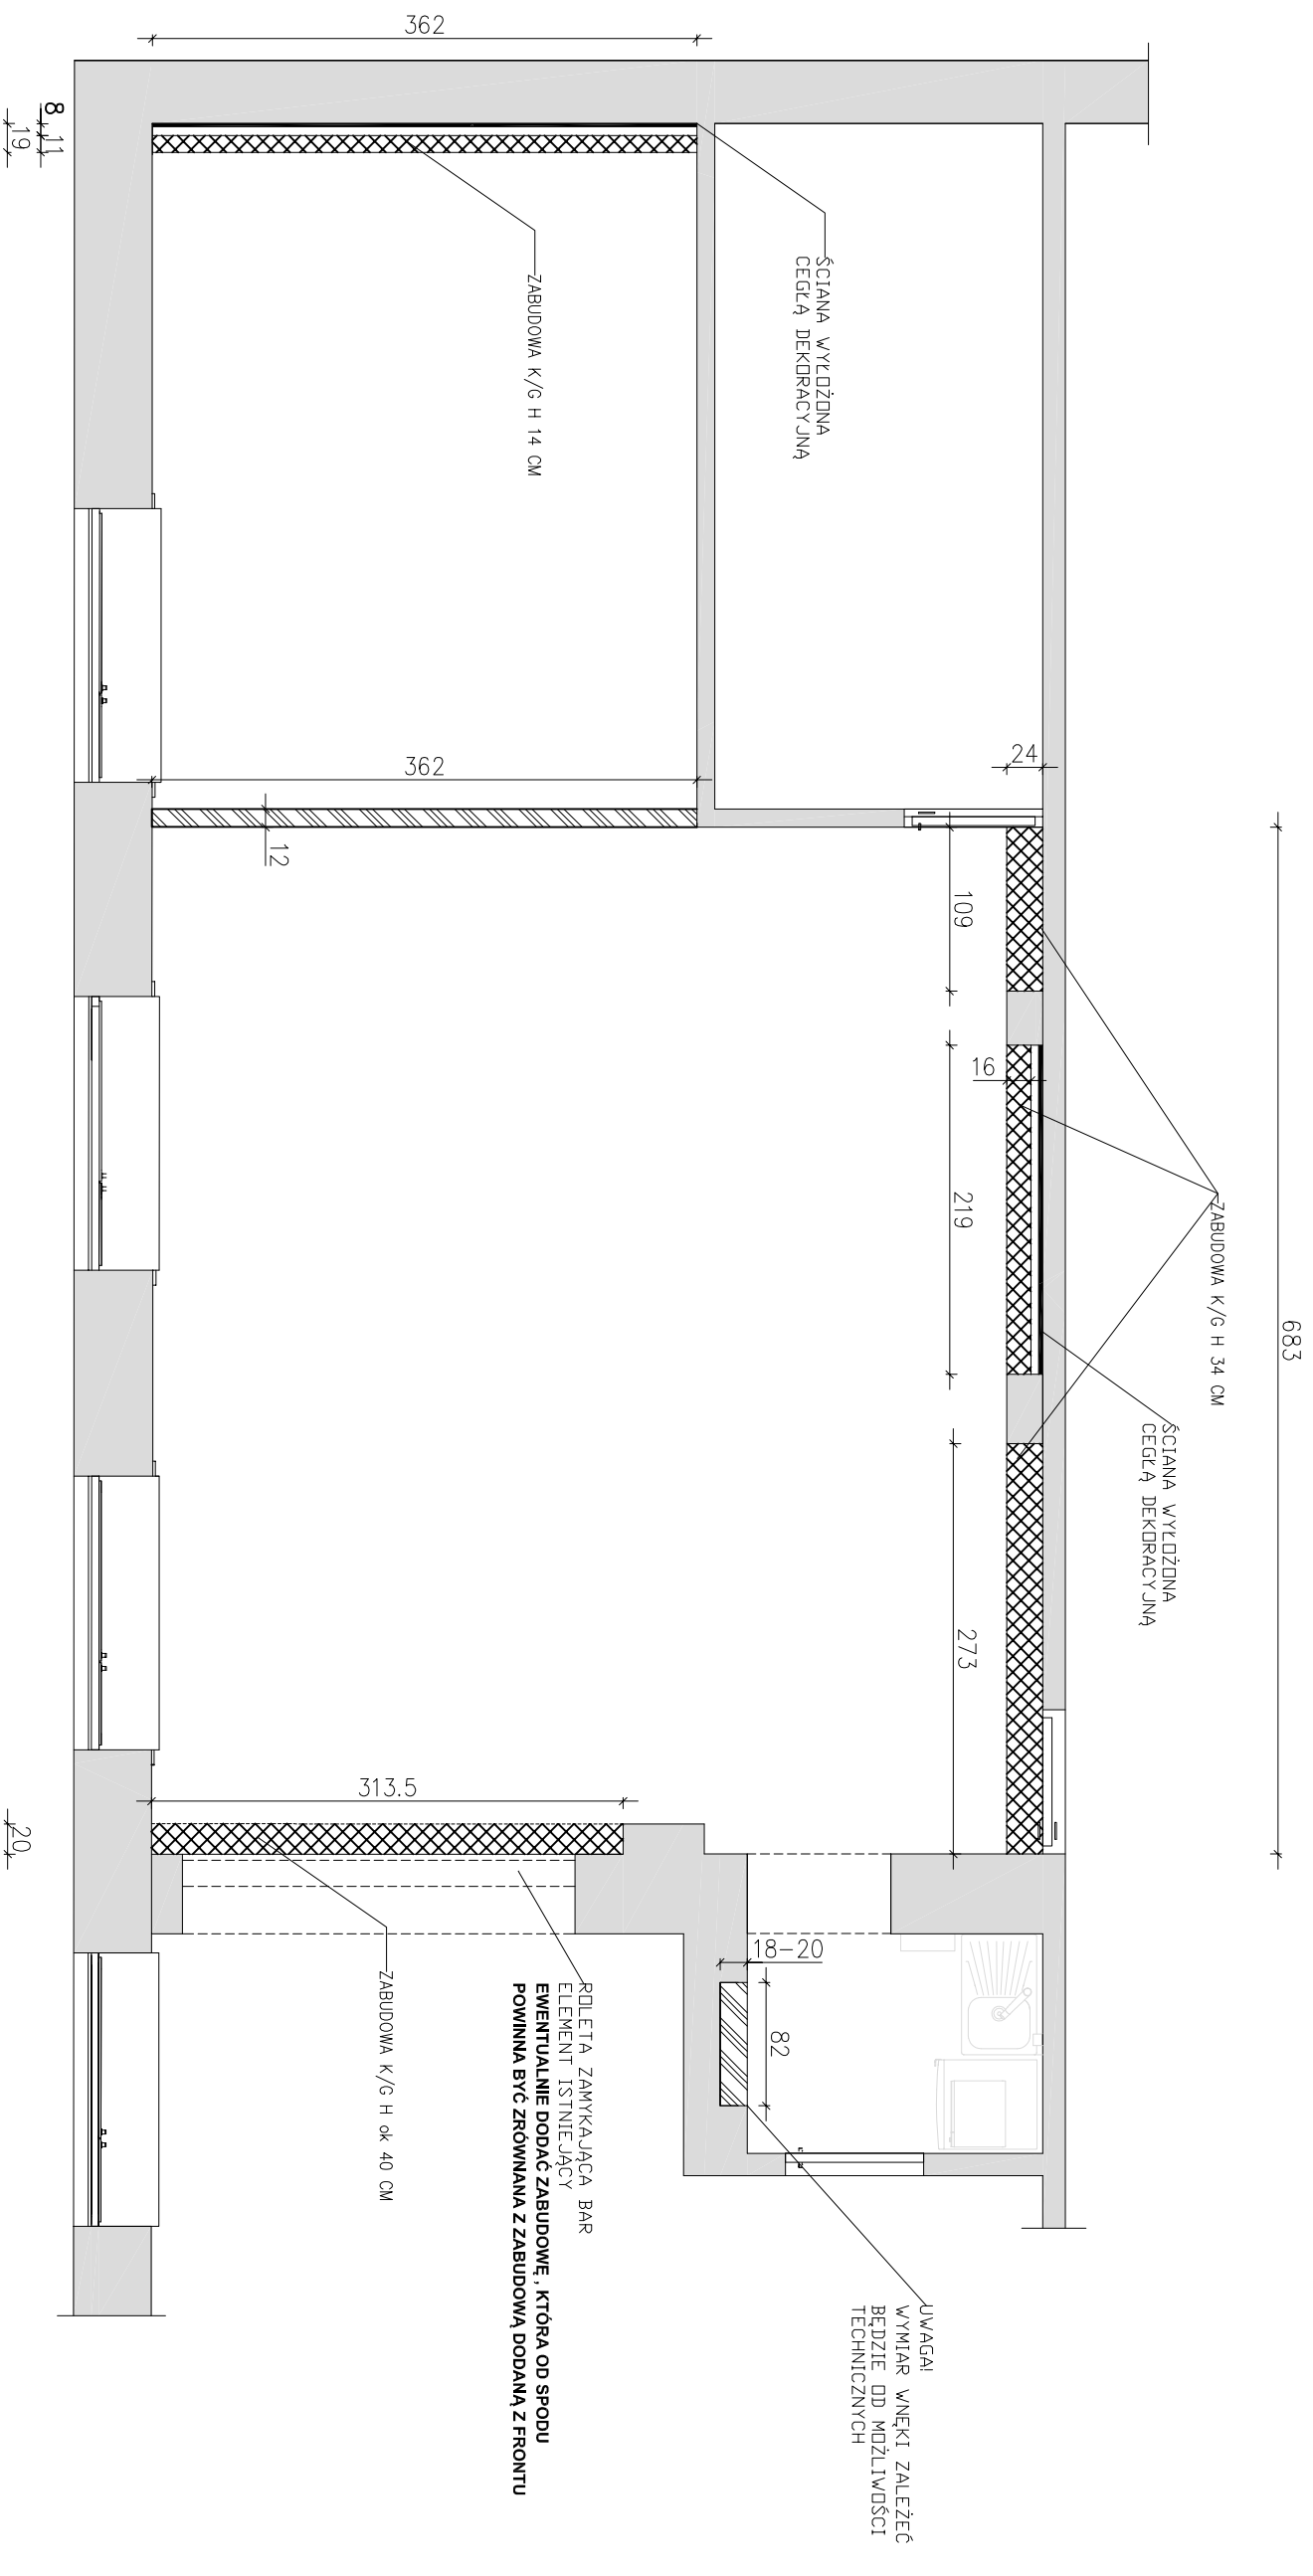 362
8
11
19
ŚCIANA WYŁOŻONA
CEGŁĄ DEKORACYJNĄ
ZABUDOWA K/G H 14 CM
362
12
24
109
16
219
273
683
ZABUDOWA K/G H 34 CM
ŚCIANA WYŁOŻONA
CEGŁĄ DEKORACYJNĄ
313.5
20
18-20
82
ZABUDOWA K/G H ok 40 CM
ROLETA ZAMYKAJĄCA BAR
ELEMENT ISTNIEJĄCY
EWENTUALNIE DODAĆ ZABUDOWĘ , KTÓRA OD SPODU
POWINNA BYĆ ZRÓWNANA Z ZABUDOWĄ DODANĄ Z FRONTU
UWAGA!
WYMIAR WNĘKI ZALEŻEĆ
BĘDZIE OD MOŻLIWOŚCI
TECHNICZNYCH